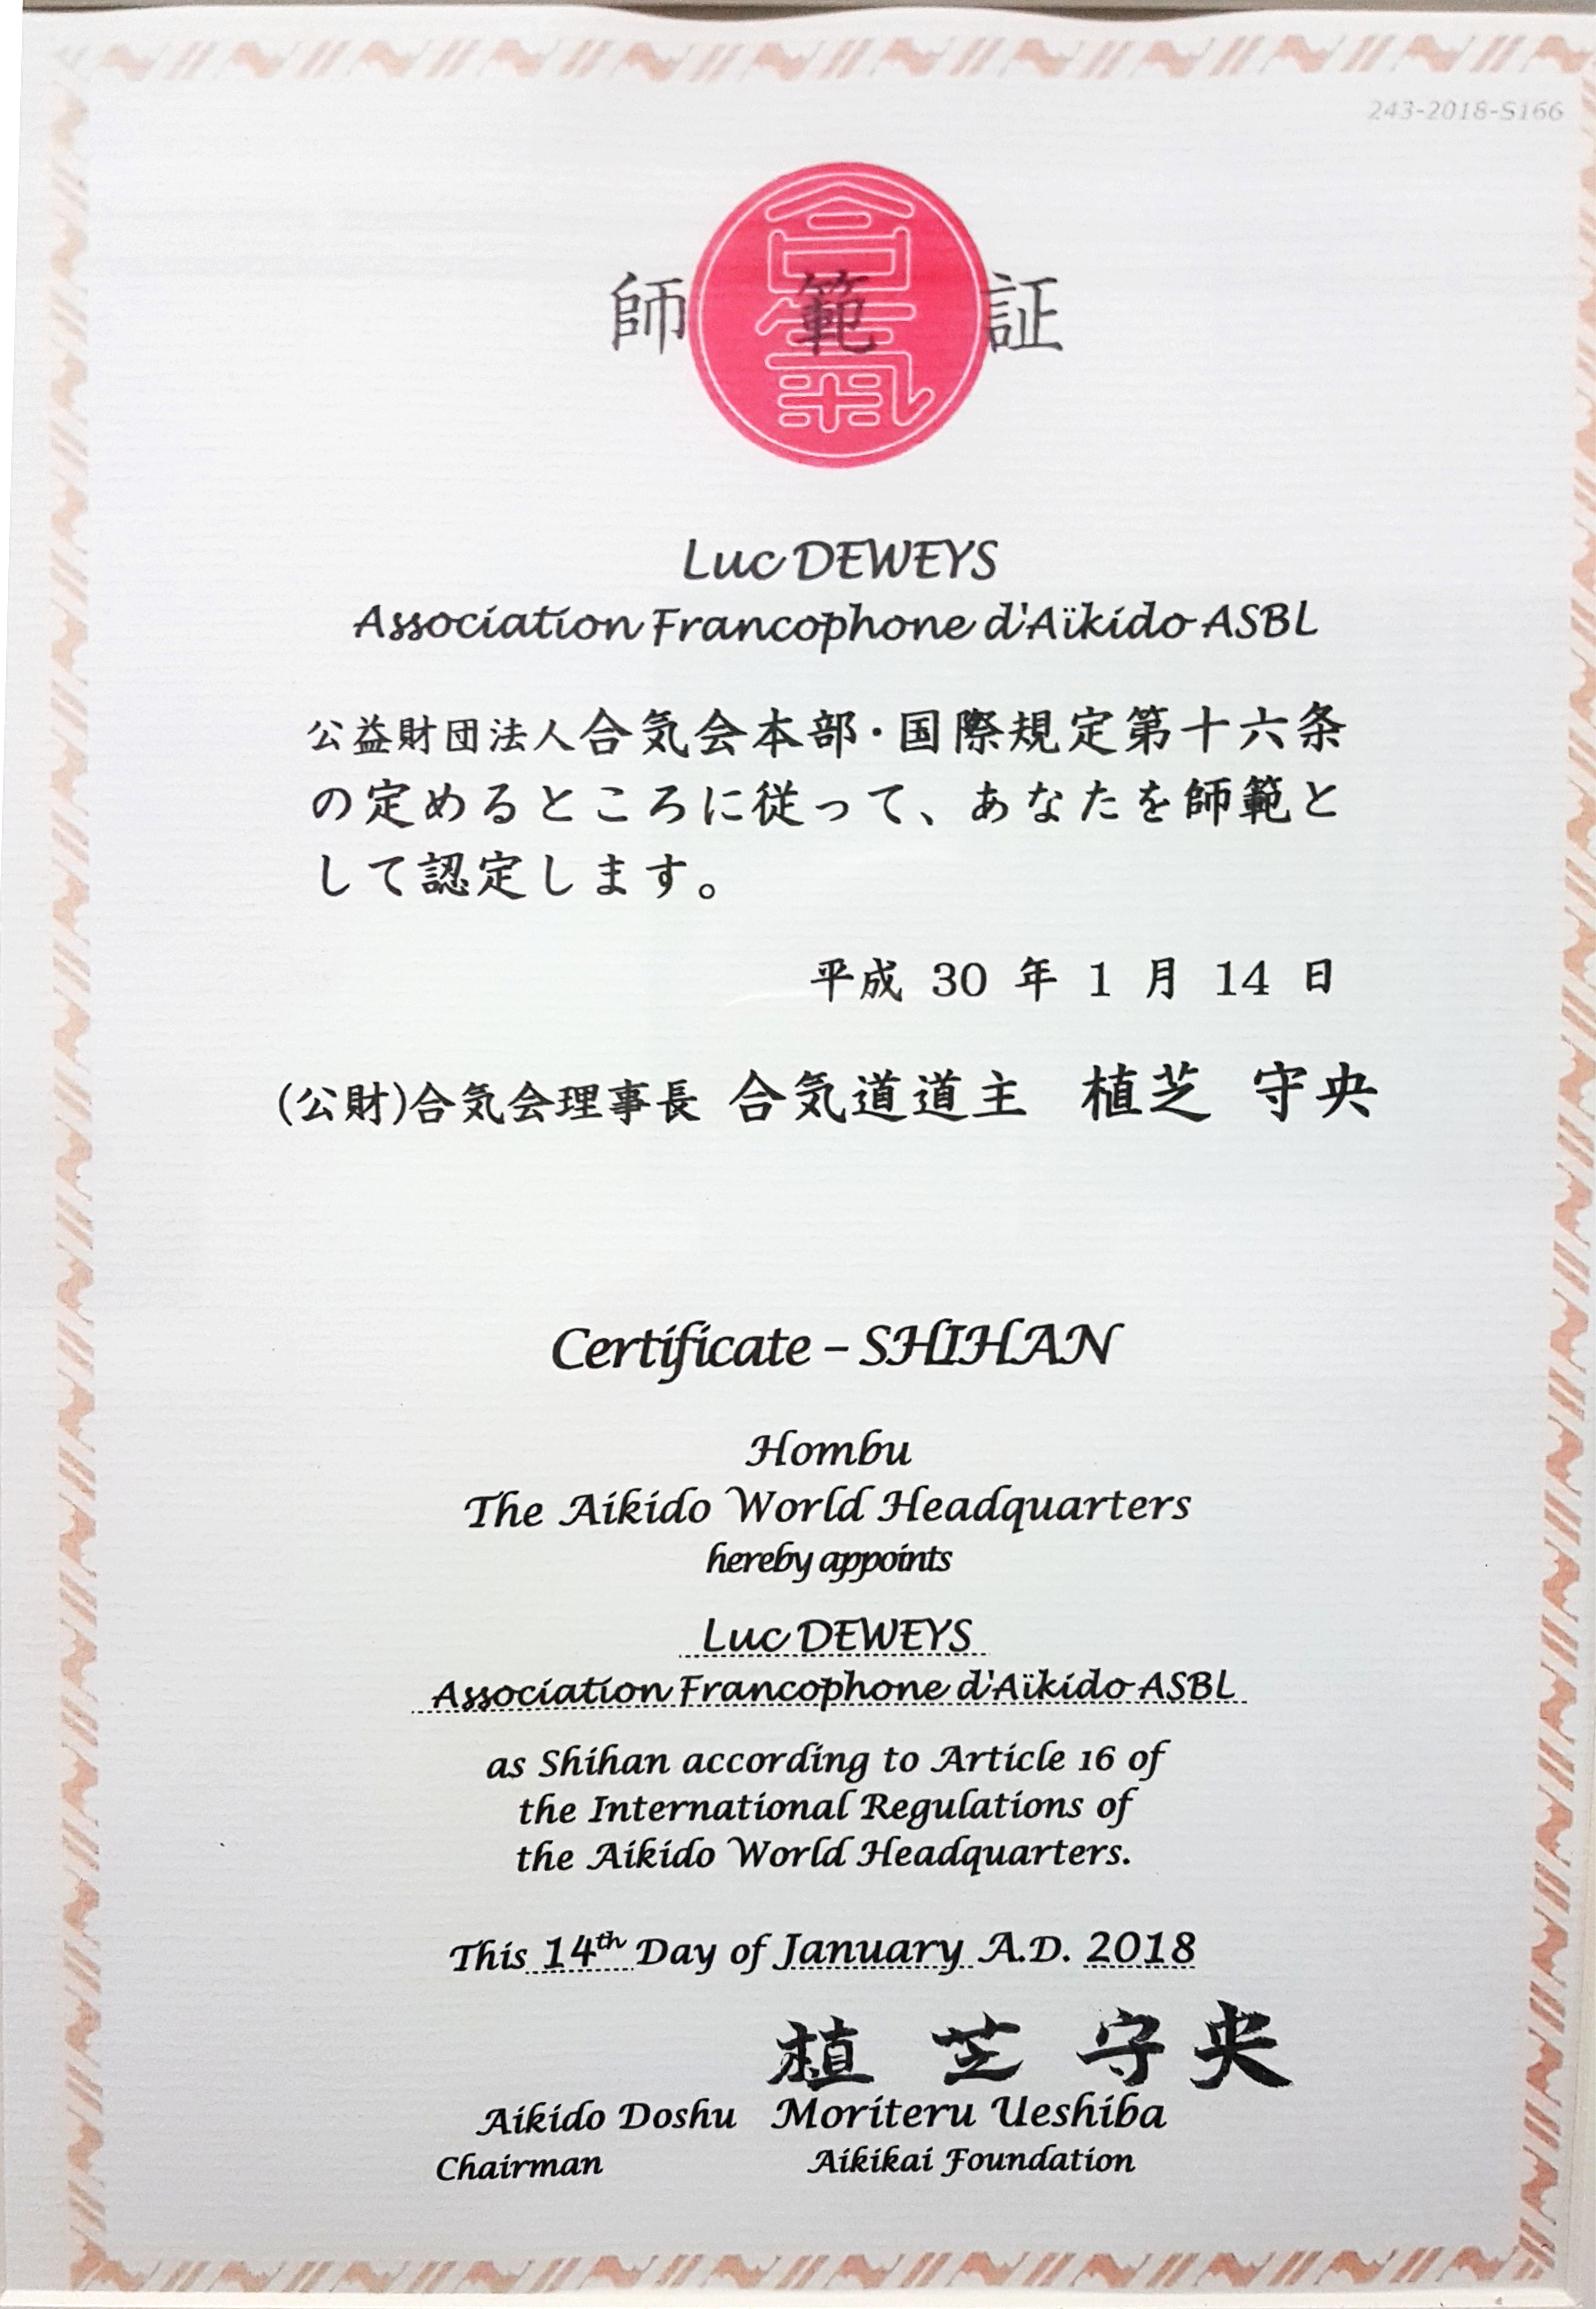 243-2018-S166
師範証
合氣
Luc DEWEYS
Association Francophone d'Aïkido ASBL
公益財団法人合気会本部・国際規定第十六条
の定めるところに従って、あなたを師範と
して認定します。
平成 30 年 1 月 14 日
(公財)合気会理事長 合気道道主 植芝 守央
Certificate – SHIHAN
Hombu
The Aikido World Headquarters
hereby appoints
Luc DEWEYS
Association Francophone d'Aïkido ASBL
as Shihan according to Article 16 of
the International Regulations of
the Aikido World Headquarters.
This 14th Day of January A.D. 2018
植芝守央
Aikido Doshu Moriteru Ueshiba
Chairman Aikikai Foundation